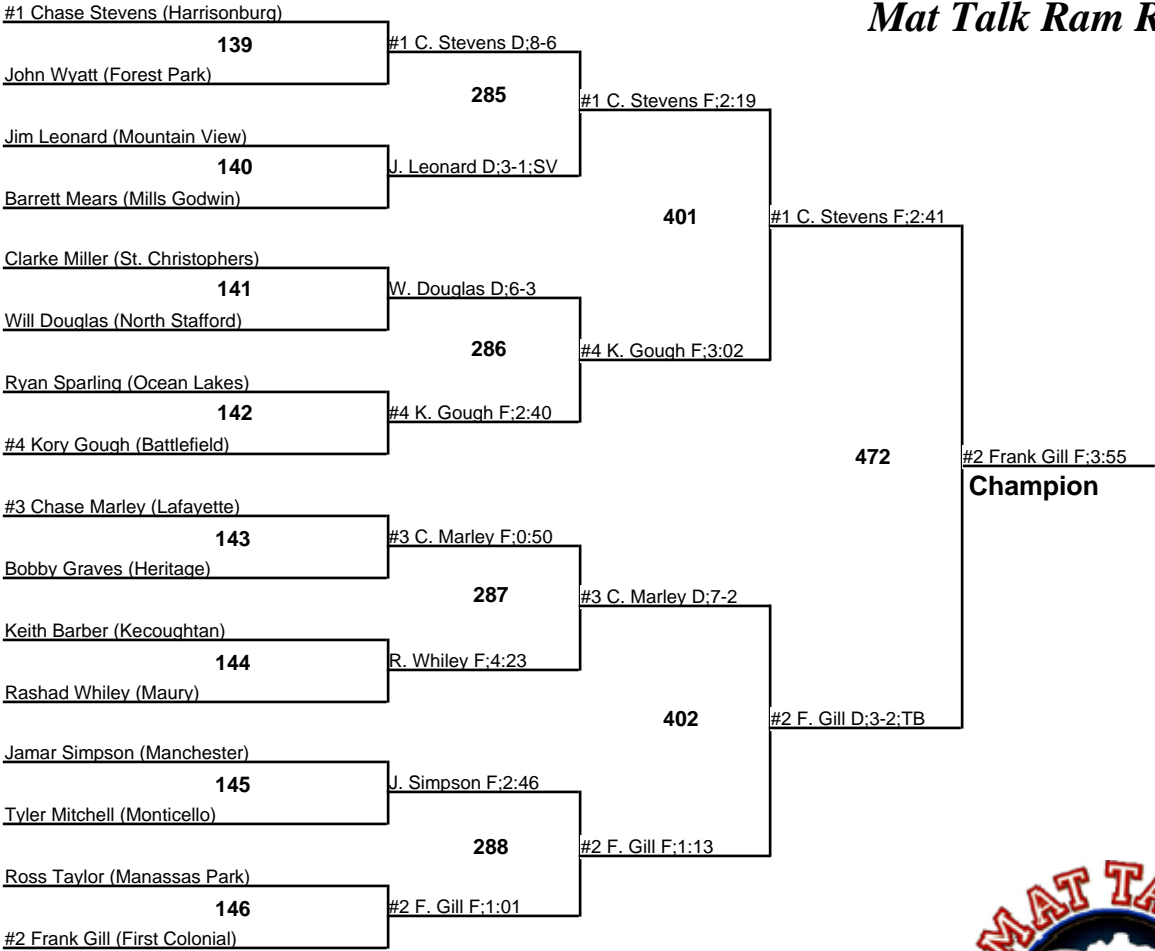 Mat Talk Ram R
#1 Chase Stevens (Harrisonburg)
139
John Wyatt (Forest Park)
#1 C. Stevens D;8-6
285
Jim Leonard (Mountain View)
140
Barrett Mears (Mills Godwin)
J. Leonard D;3-1;SV
#1 C. Stevens F;2:19
401
Clarke Miller (St. Christophers)
141
Will Douglas (North Stafford)
W. Douglas D;6-3
286
Ryan Sparling (Ocean Lakes)
142
#4 Kory Gough (Battlefield)
#4 K. Gough F;2:40
#4 K. Gough F;3:02
#1 C. Stevens F;2:41
472
#3 Chase Marley (Lafayette)
143
Bobby Graves (Heritage)
#3 C. Marley F;0:50
287
Keith Barber (Kecoughtan)
144
Rashad Whiley (Maury)
R. Whiley F;4:23
#3 C. Marley D;7-2
402
Jamar Simpson (Manchester)
145
Tyler Mitchell (Monticello)
J. Simpson F;2:46
288
Ross Taylor (Manassas Park)
146
#2 Frank Gill (First Colonial)
#2 F. Gill F;1:01
#2 F. Gill F;1:13
#2 F. Gill D;3-2;TB
#2 Frank Gill F;3:55
Champion
MAT TA